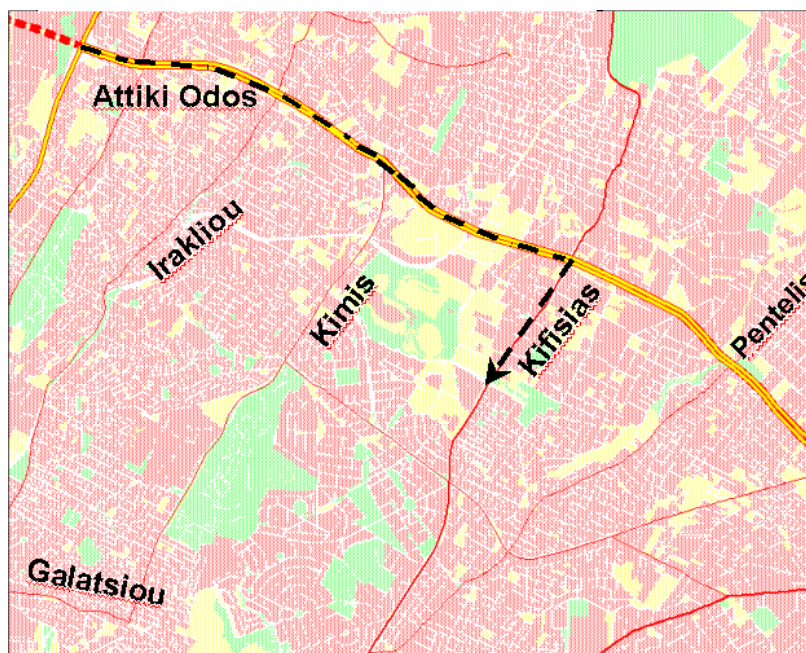 Attiki Odos
Irakliou
Kimis
Kifisias
Pentelis
Galatsiou